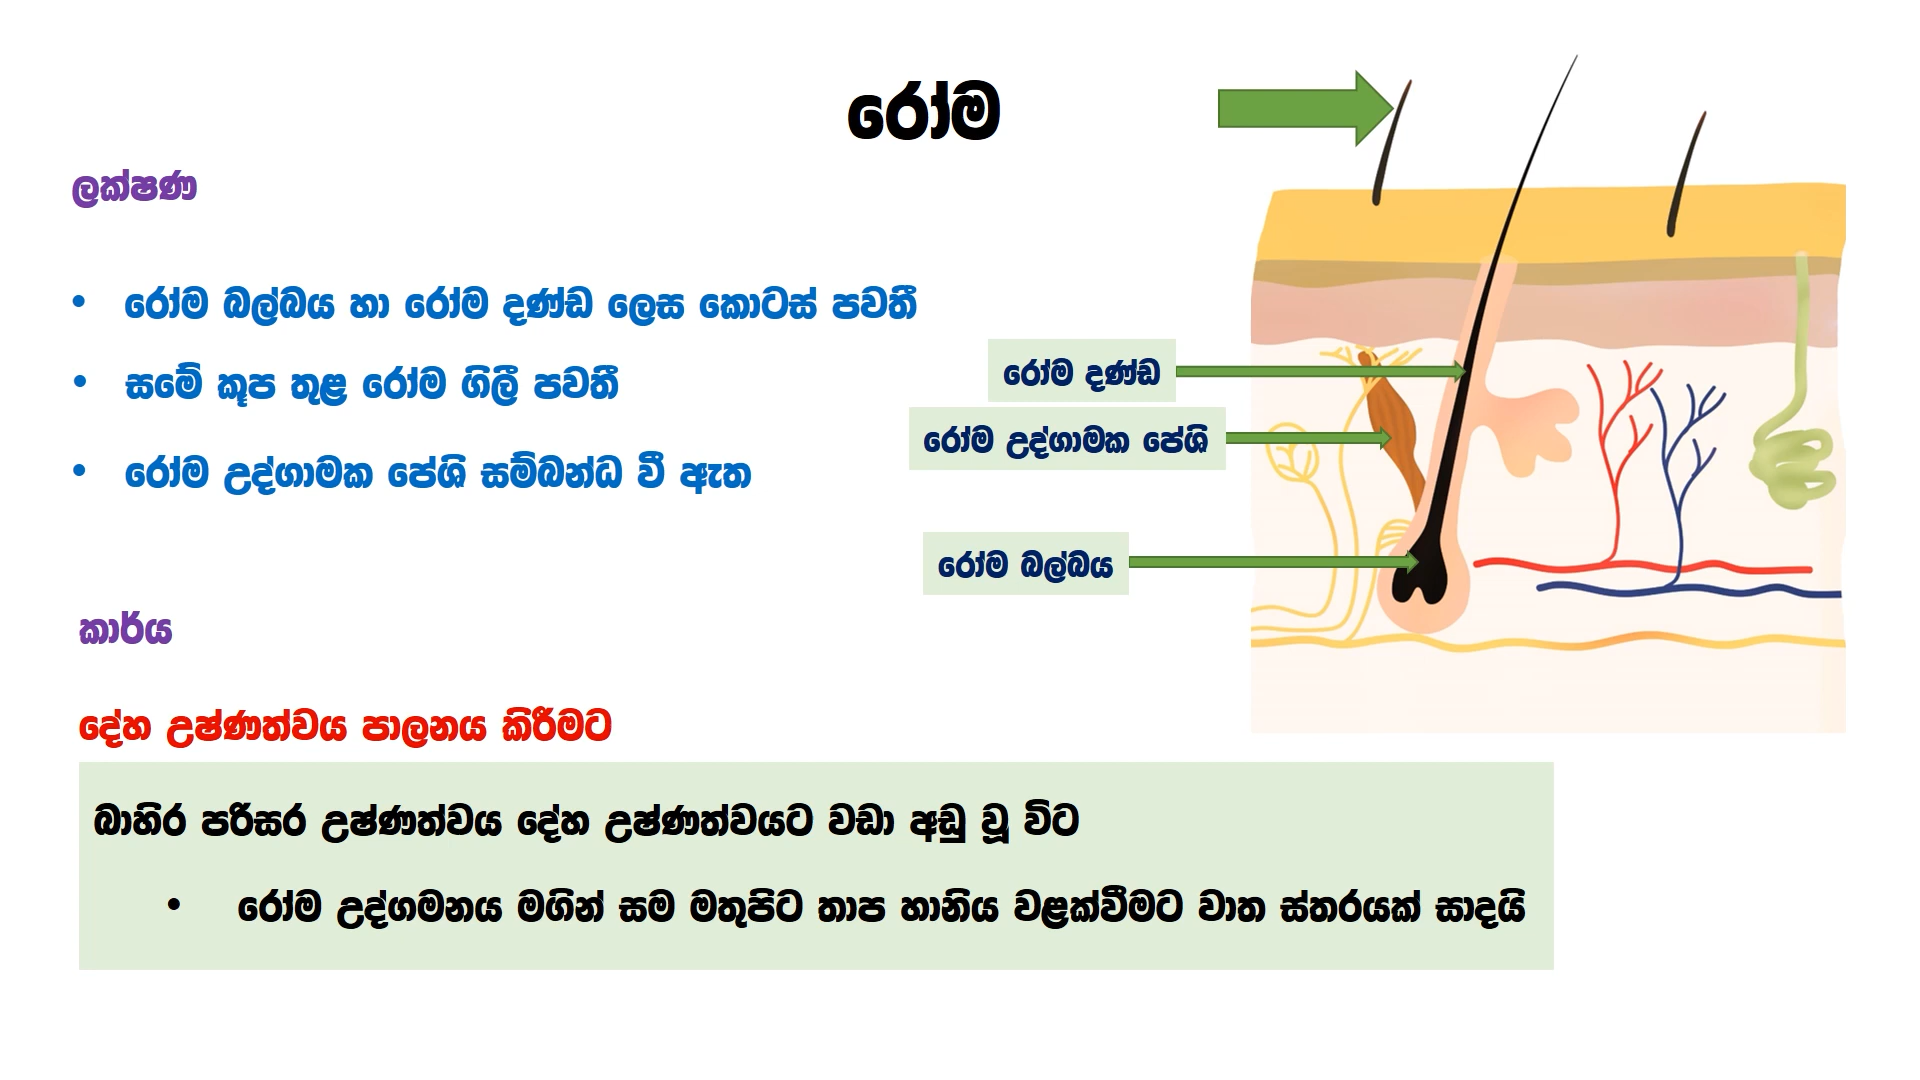 රෝම
ලක්ෂණ
• රෝම බල්බය හා රෝම දණ්ඩ ලෙස කොටස් පවතී
• සමේ කූප තුළ රෝම ගිලී පවතී
• රෝම උද්ගාමක පේශි සම්බන්ධ වී ඇත
රෝම දණ්ඩ
රෝම උද්ගාමක පේශි
රෝම බල්බය
කාර්ය
දේහ උෂ්ණත්වය පාලනය කිරීමට
බාහිර පරිසර උෂ්ණත්වය දේහ උෂ්ණත්වයට වඩා අඩු වූ විට
• රෝම උද්ගමනය මගින් සම මතුපිට තාප හානිය වළක්වීමට වාත ස්තරයක් සාදයි